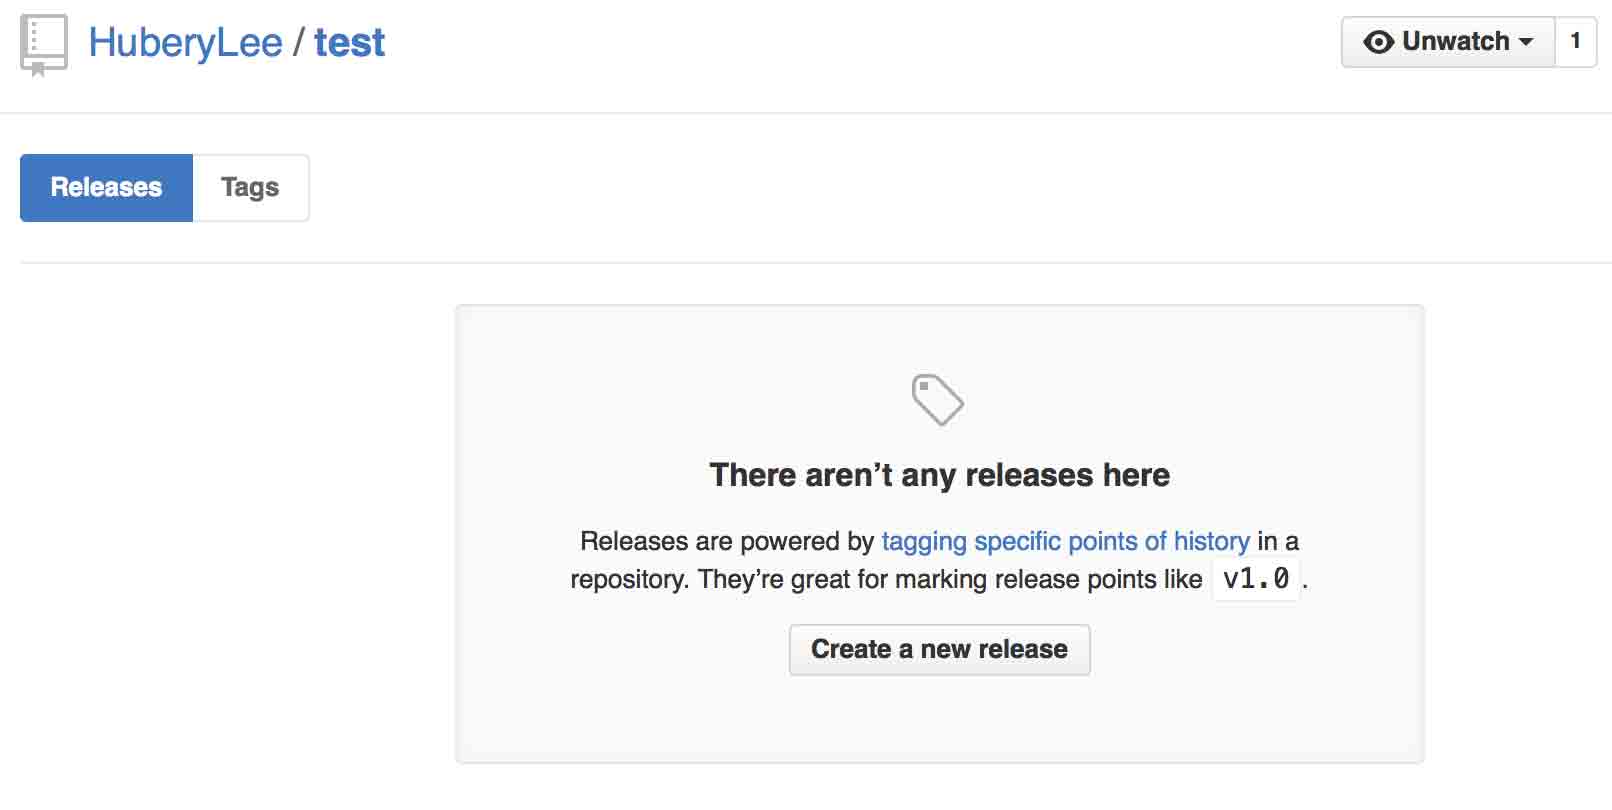 HuberyLee / test
Unwatch 1
Releases Tags
There aren’t any releases here
Releases are powered by tagging specific points of history in a
repository. They’re great for marking release points like v1.0 .
Create a new release